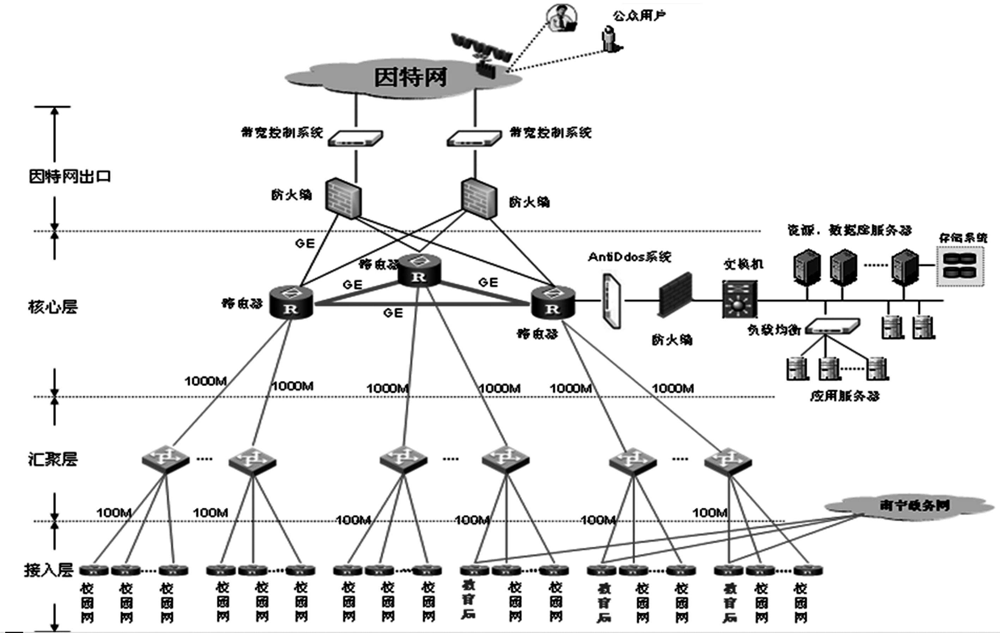 公众用户
因特网
带宽控制系统
带宽控制系统
因特网出口
防火墙
防火墙
资源、数据库服务器
存储系统
GE
AntiDdos系统
交换机
路由器
GE
GE
核心层
路由器
GE
路由器
防火墙
负载均衡
1000M
1000M
1000M
1000M
1000M
1000M
应用服务器
汇聚层
南宁政务网
100M
100M
100M
100M
100M
100M
接入层
校园网
校园网
校园网
校园网
校园网
校园网
校园网
校园网
校园网
教育局
校园网
校园网
教育局
校园网
校园网
教育局
校园网
校园网